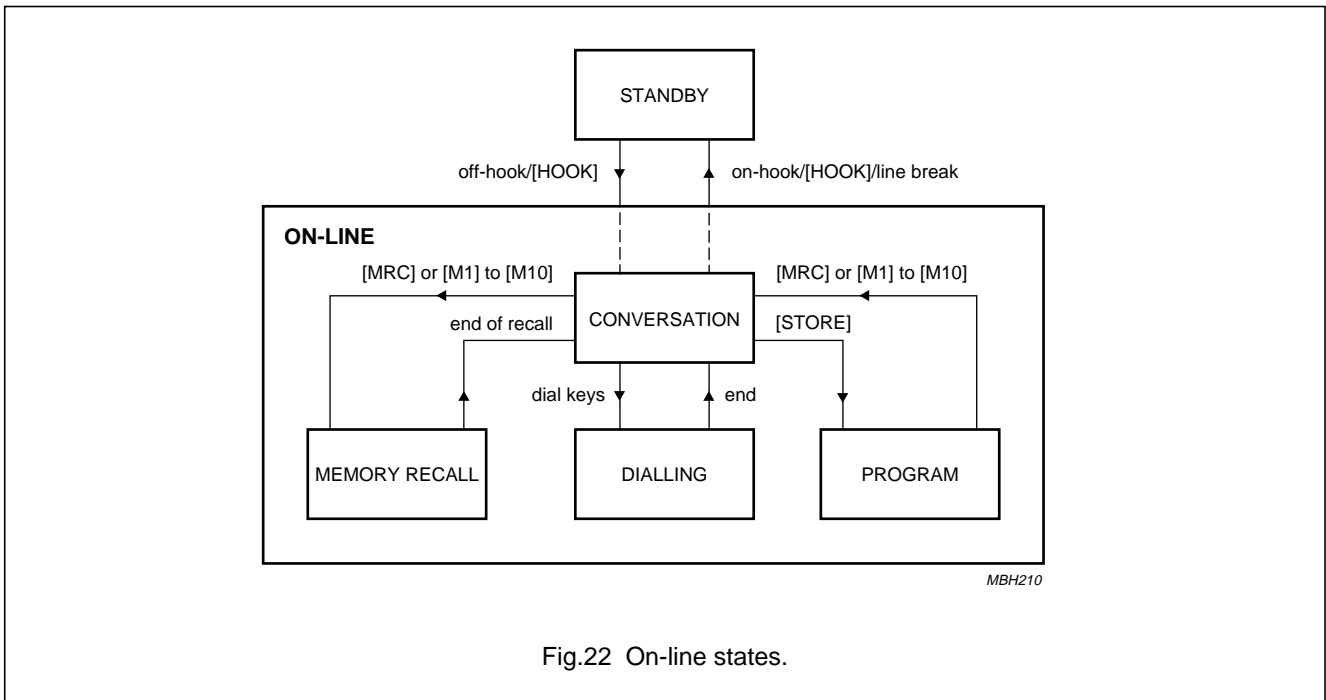 STANDBY
off-hook/[HOOK]
on-hook/[HOOK]/line break
ON-LINE
[MRC] or [M1] to [M10]
[MRC] or [M1] to [M10]
end of recall
CONVERSATION
[STORE]
dial keys
end
MEMORY RECALL
DIALLING
PROGRAM
MBH210
Fig.22 On-line states.